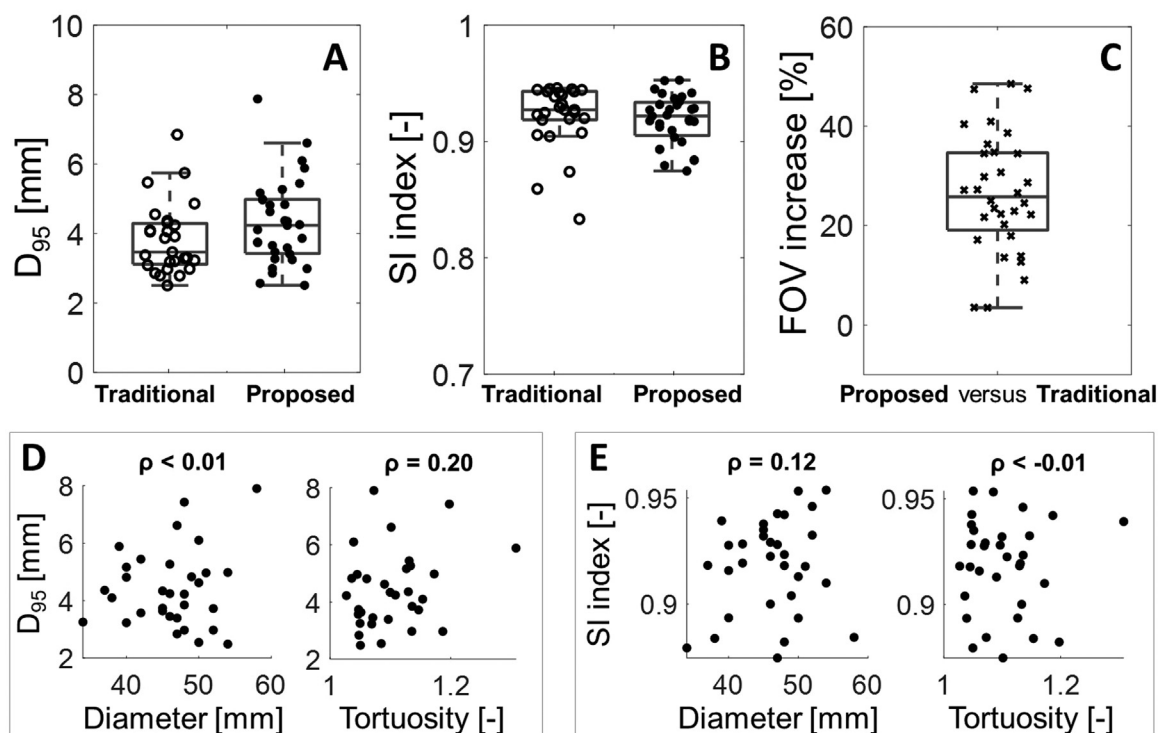 A
D95 [mm]
10
8
6
4
2
0
Traditional Proposed
B
SI index [-]
1
0.9
0.8
0.7
Traditional Proposed
C
FOV increase [%]
60
40
20
0
Proposed versus Traditional
D
ρ < 0.01
D95 [mm]
8
6
4
2
40 60
Diameter [mm]
ρ = 0.20
8
6
4
2
1 1.2
Tortuosity [-]
E
ρ = 0.12
SI index [-]
0.95
0.9
40 50 60
Diameter [mm]
ρ < -0.01
0.95
0.9
1 1.2
Tortuosity [-]